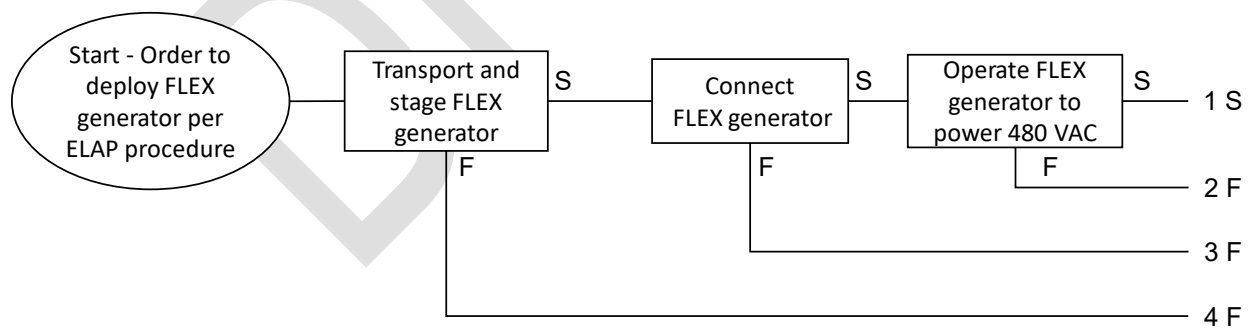 Start - Order to
deploy FLEX
generator per
ELAP procedure
Transport and
stage FLEX
generator
S
F
Connect
FLEX generator
S
F
Operate FLEX
generator to
power 480 VAC
S
F
1 S
2 F
3 F
4 F